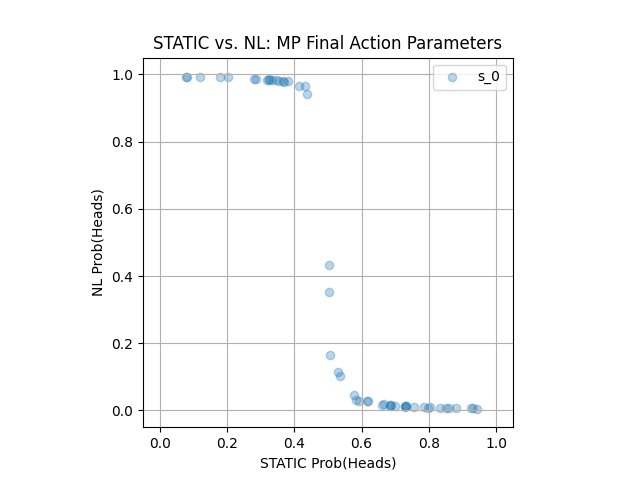 STATIC vs. NL: MP Final Action Parameters
s_0
1.0
0.8
0.6
0.4
0.2
0.0
NL Prob(Heads)
0.0 0.2 0.4 0.6 0.8 1.0
STATIC Prob(Heads)